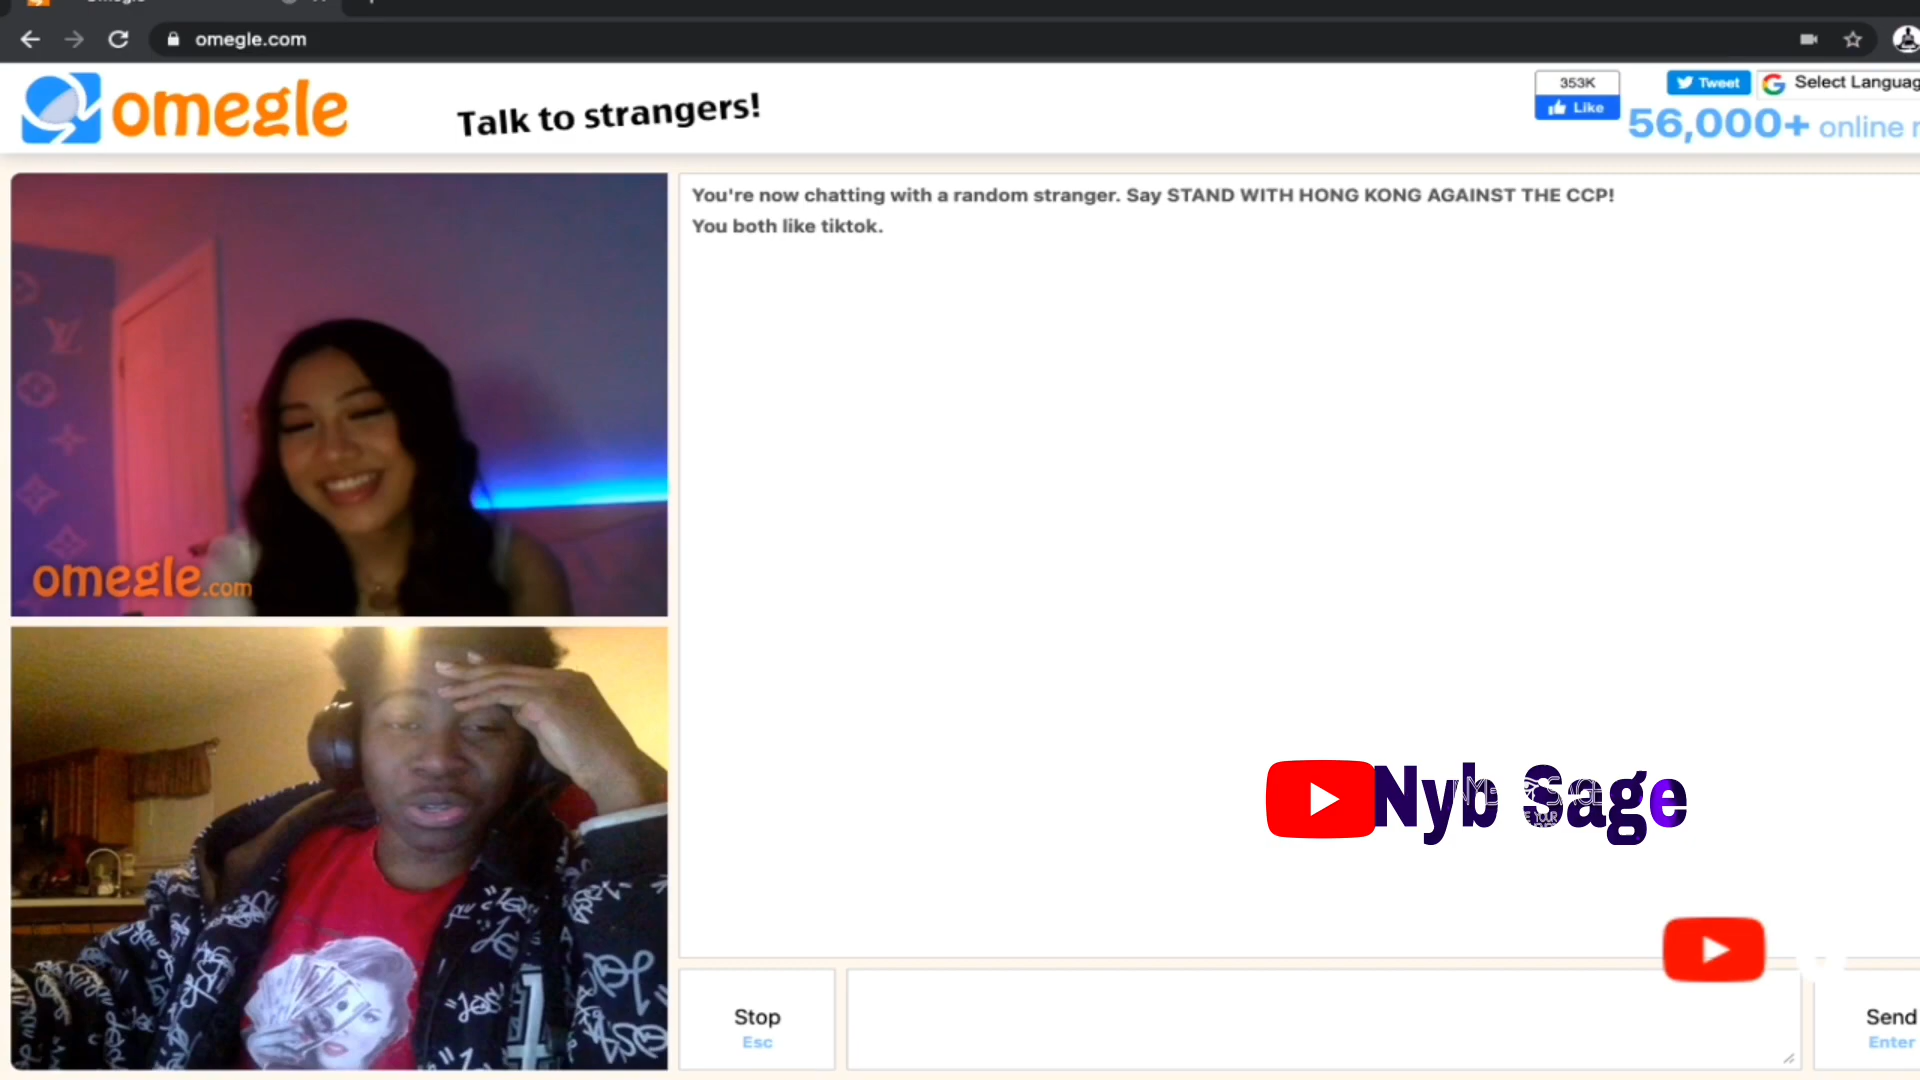 omegle.com
omegle
Talk to strangers!
353K
Like
Tweet
Select Languag
56,000+ online
You're now chatting with a random stranger. Say STAND WITH HONG KONG AGAINST THE CCP!
You both like tiktok.
omegle.com
Nyb Sage
Stop
Esc
Send
Enter